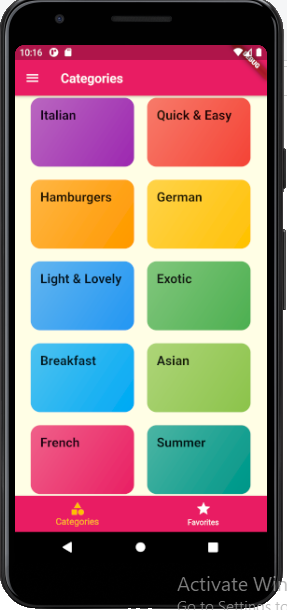 10:16
DEBUG
Categories
Italian
Quick & Easy
Hamburgers
German
Light & Lovely
Exotic
Breakfast
Asian
French
Summer
Categories
Favorites
Activate Win
Go to Settings to